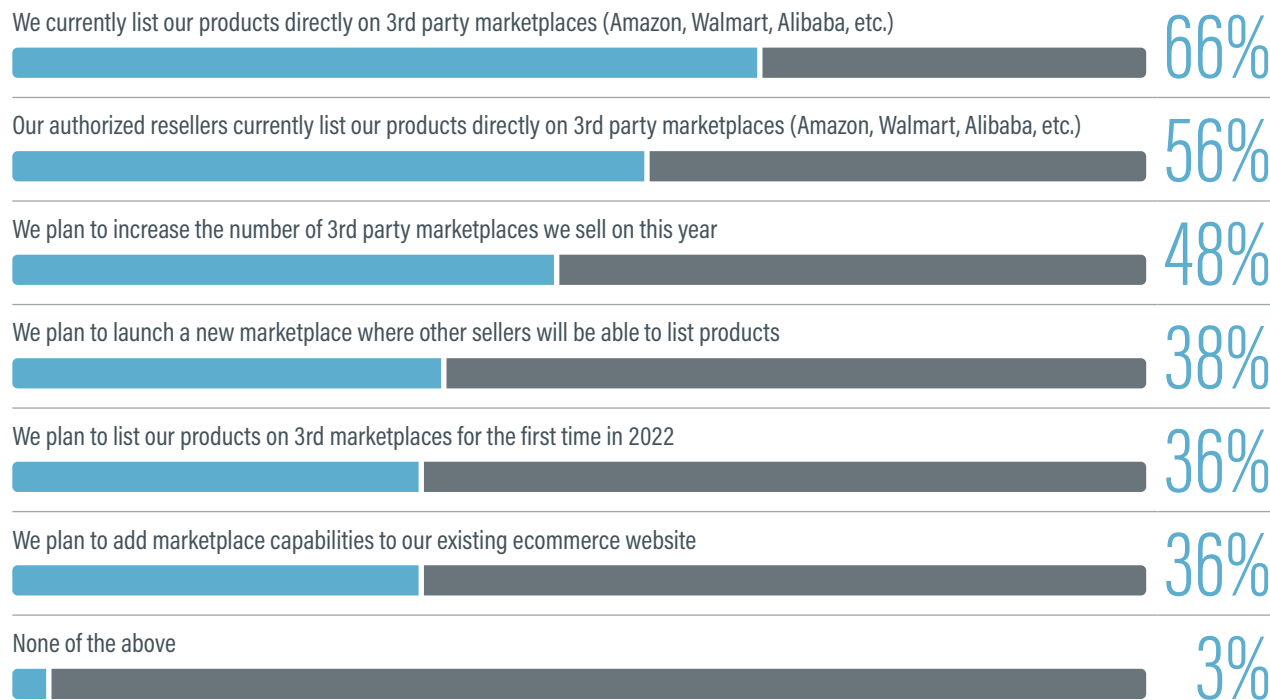 We currently list our products directly on 3rd party marketplaces (Amazon, Walmart, Alibaba, etc.)
66%
Our authorized resellers currently list our products directly on 3rd party marketplaces (Amazon, Walmart, Alibaba, etc.)
56%
We plan to increase the number of 3rd party marketplaces we sell on this year
48%
We plan to launch a new marketplace where other sellers will be able to list products
38%
We plan to list our products on 3rd marketplaces for the first time in 2022
36%
We plan to add marketplace capabilities to our existing ecommerce website
36%
None of the above
3%